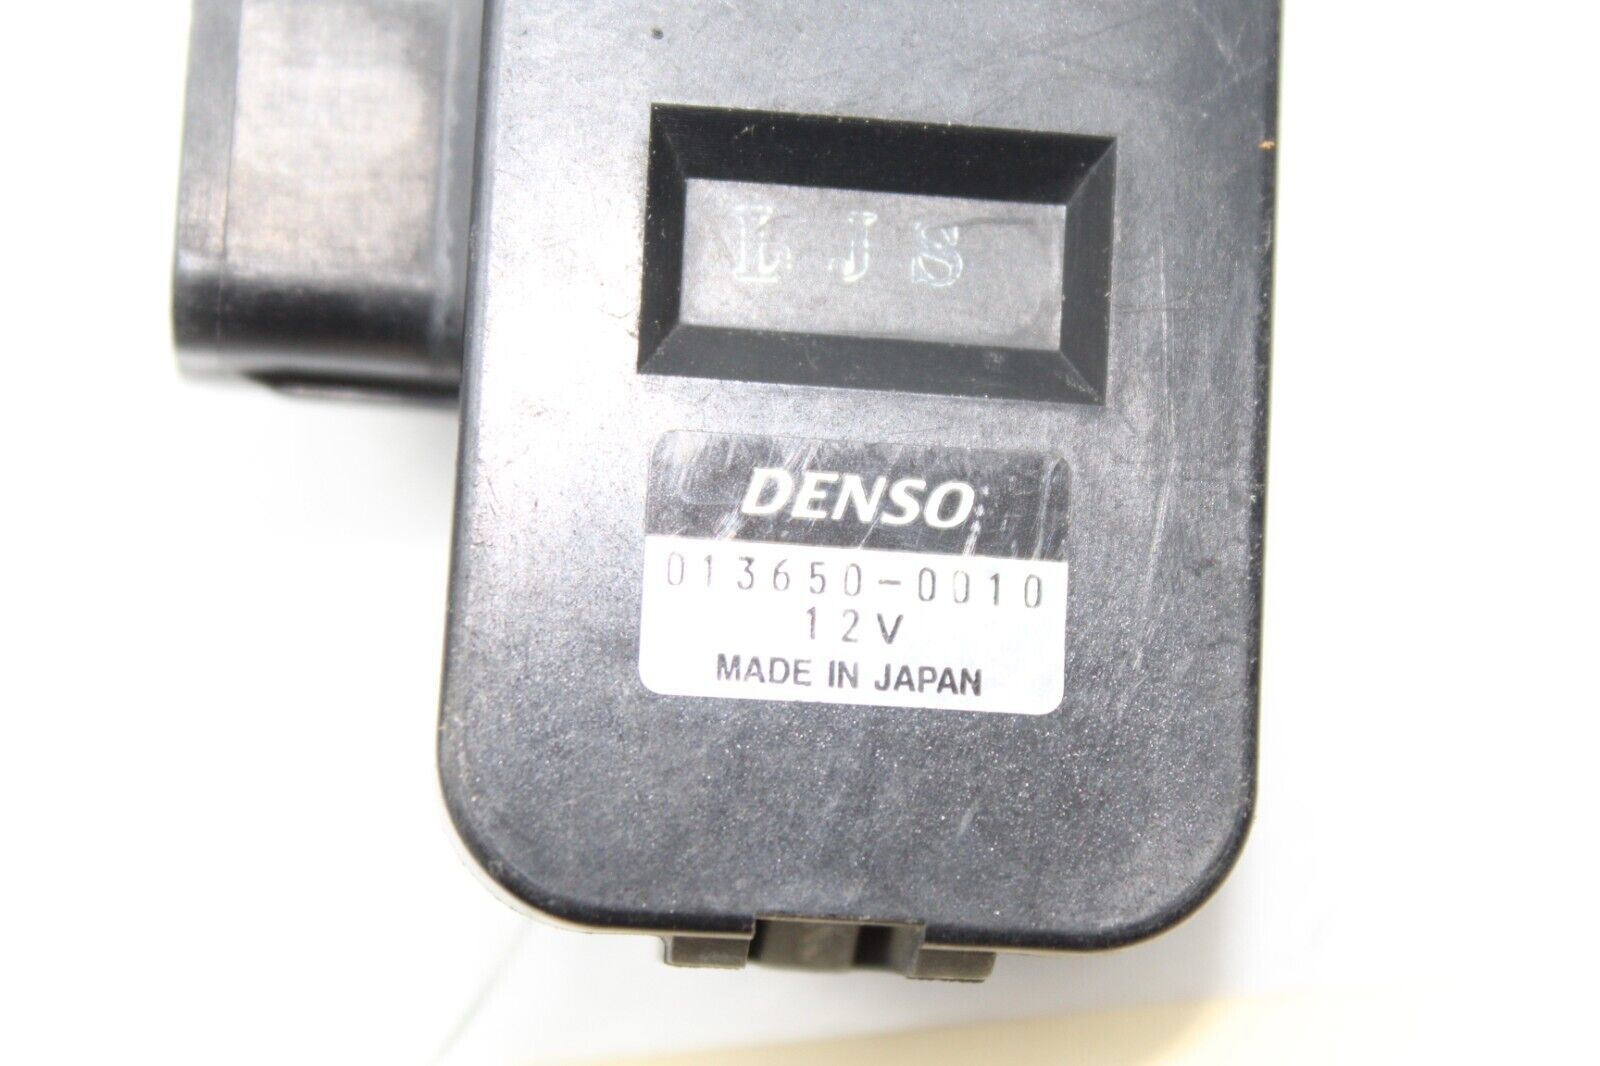 LJS
DENSO
013650-0010
12V
MADE IN JAPAN